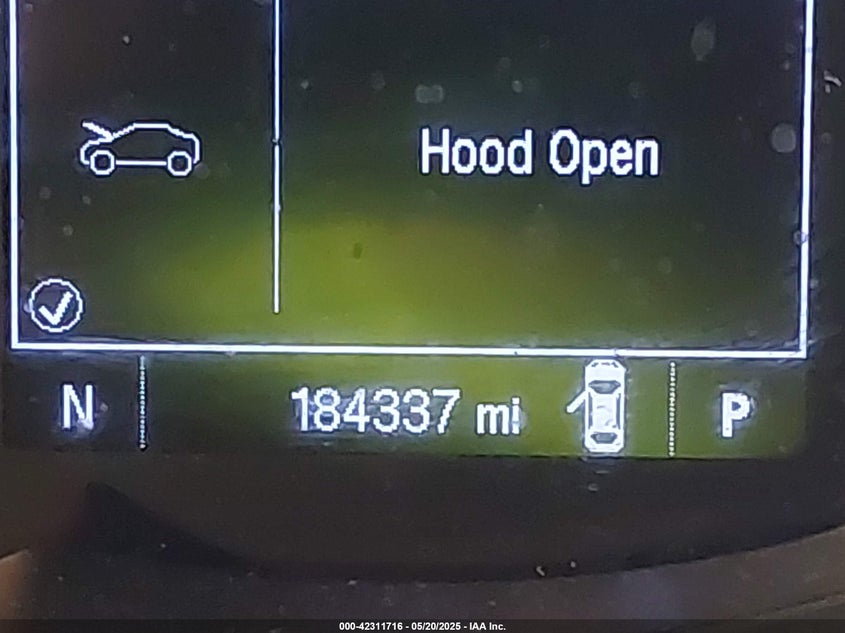 Hood Open
N 184337 mi P
000-42311716 - 05/20/2025 - IAA Inc.